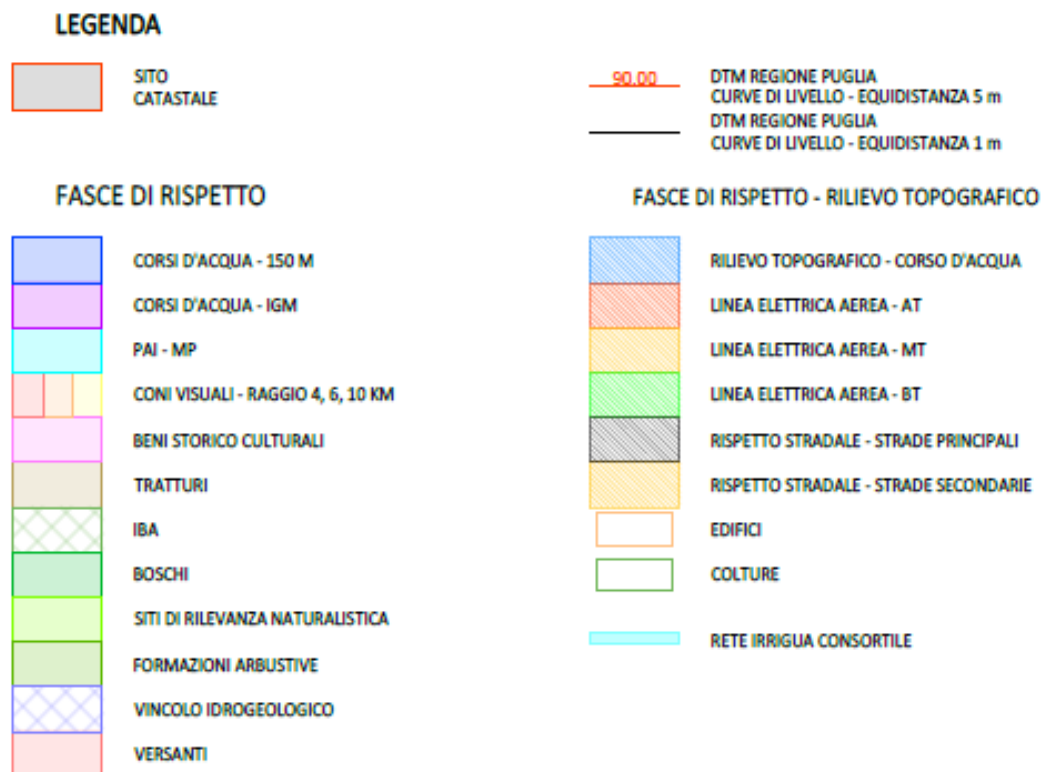 LEGENDA
SITO
CATASTALE
90.00
DTM REGIONE PUGLIA
CURVE DI LIVELLO - EQUIDISTANZA 5 m
DTM REGIONE PUGLIA
CURVE DI LIVELLO - EQUIDISTANZA 1 m
FASCE DI RISPETTO
CORSI D'ACQUA - 150 M
CORSI D'ACQUA - IGM
PAI - MP
CONI VISUALI - RAGGIO 4, 6, 10 KM
BENI STORICO CULTURALI
TRATTURI
IBA
BOSCHI
SITI DI RILEVANZA NATURALISTICA
FORMAZIONI ARBUSTIVE
VINCOLO IDROGEOLOGICO
VERSANTI
FASCE DI RISPETTO - RILIEVO TOPOGRAFICO
RILIEVO TOPOGRAFICO - CORSO D'ACQUA
LINEA ELETTRICA AEREA - AT
LINEA ELETTRICA AEREA - MT
LINEA ELETTRICA AEREA - BT
RISPETTO STRADALE - STRADE PRINCIPALI
RISPETTO STRADALE - STRADE SECONDARIE
EDIFICI
COLTURE
RETE IRRIGUA CONSORTILE